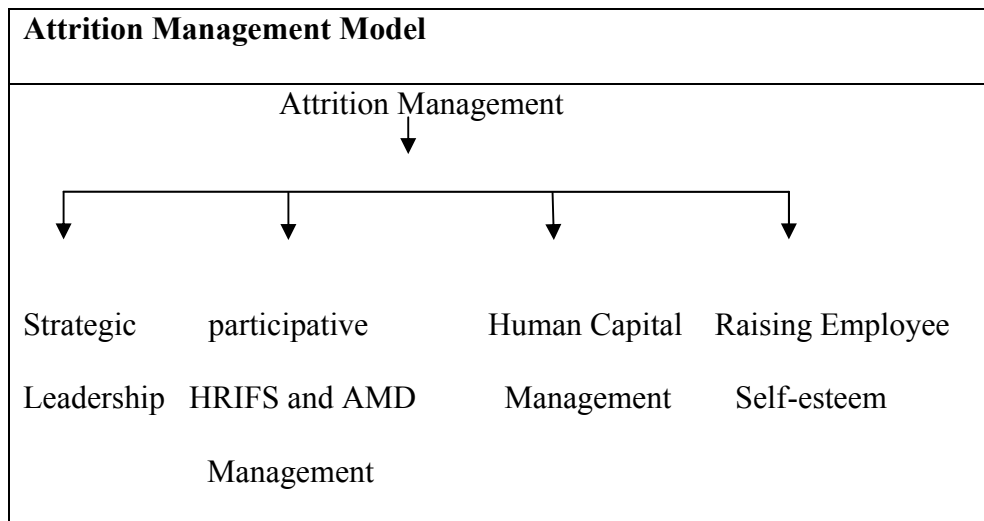 Attrition Management Model
Attrition Management
Strategic participative Human Capital Raising Employee
Leadership HRIFS and AMD Management Self-esteem
Management